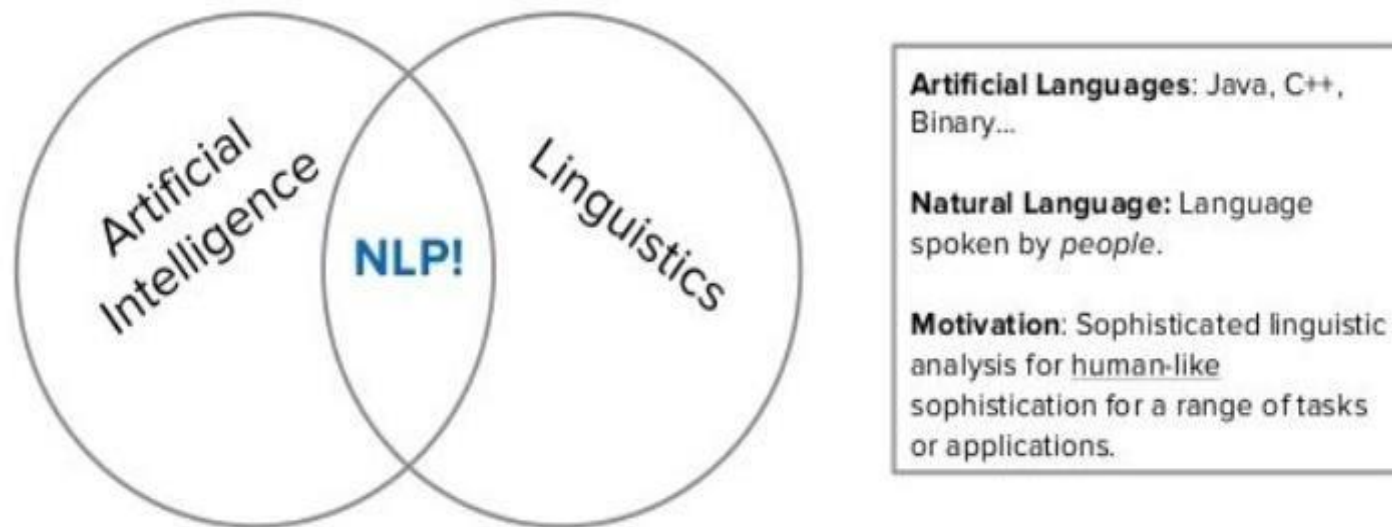 Artificial
Intelligence
NLP!
Linguistics
Artificial Languages: Java, C++,
Binary...
Natural Language: Language
spoken by people.
Motivation: Sophisticated linguistic
analysis for human-like
sophistication for a range of tasks
or applications.